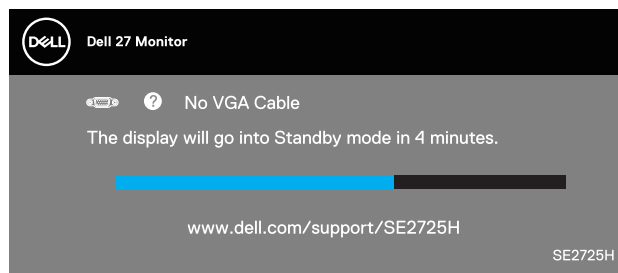 DELL
Dell 27 Monitor
? No VGA Cable
The display will go into Standby mode in 4 minutes.
www.dell.com/support/SE2725H
SE2725H